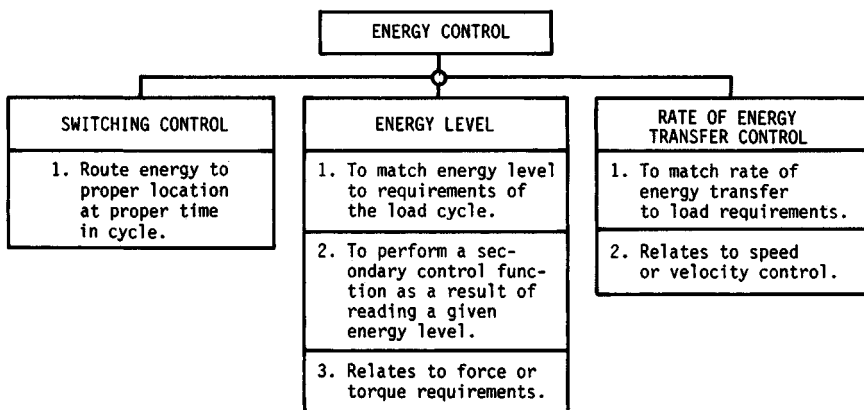 ENERGY CONTROL
SWITCHING CONTROL
1. Route energy to
proper location
at proper time
in cycle.
ENERGY LEVEL
1. To match energy level
to requirements of
the load cycle.
2. To perform a sec-
ondary control func-
tion as a result of
reading a given
energy level.
3. Relates to force or
torque requirements.
RATE OF ENERGY
TRANSFER CONTROL
1. To match rate of
energy transfer
to load requirements.
2. Relates to speed
or velocity control.